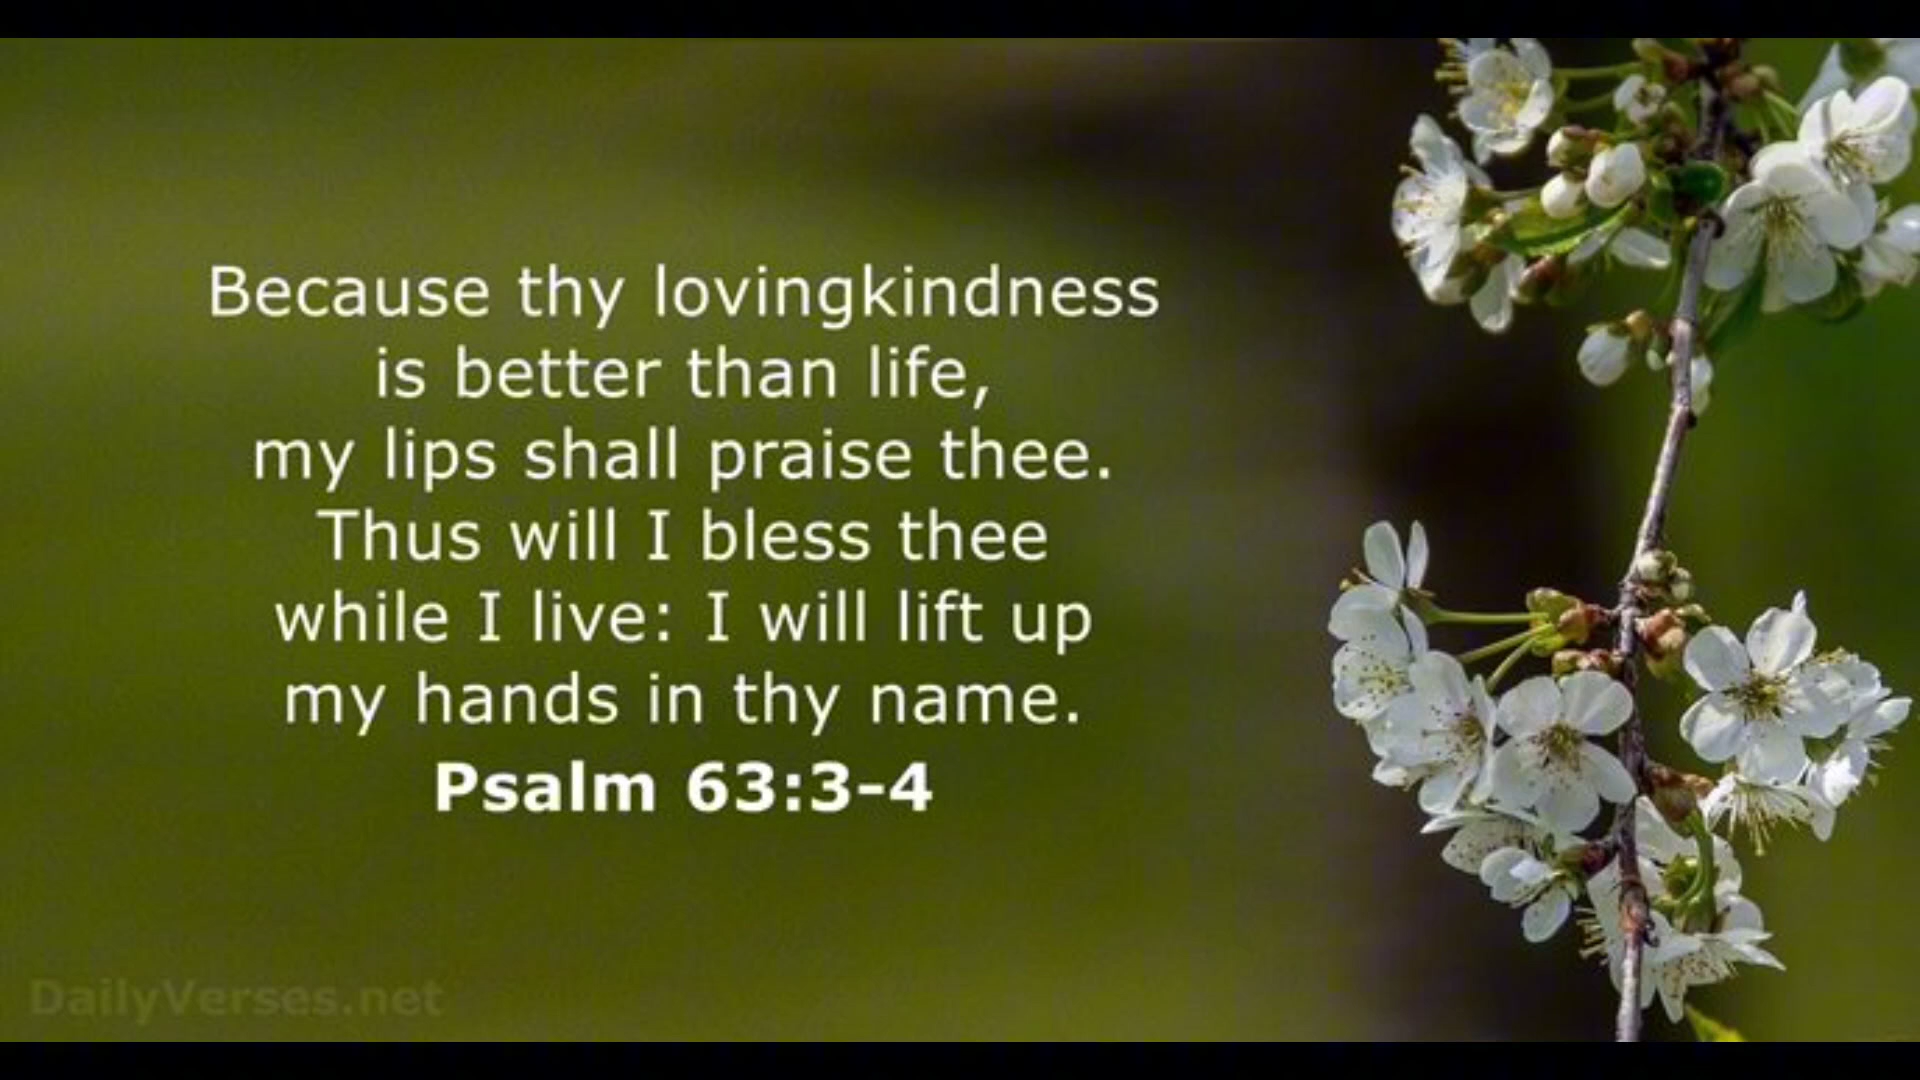 Because thy lovingkindness
is better than life,
my lips shall praise thee.
Thus will I bless thee
while I live: I will lift up
my hands in thy name.
Psalm 63:3-4
DailyVerses.net